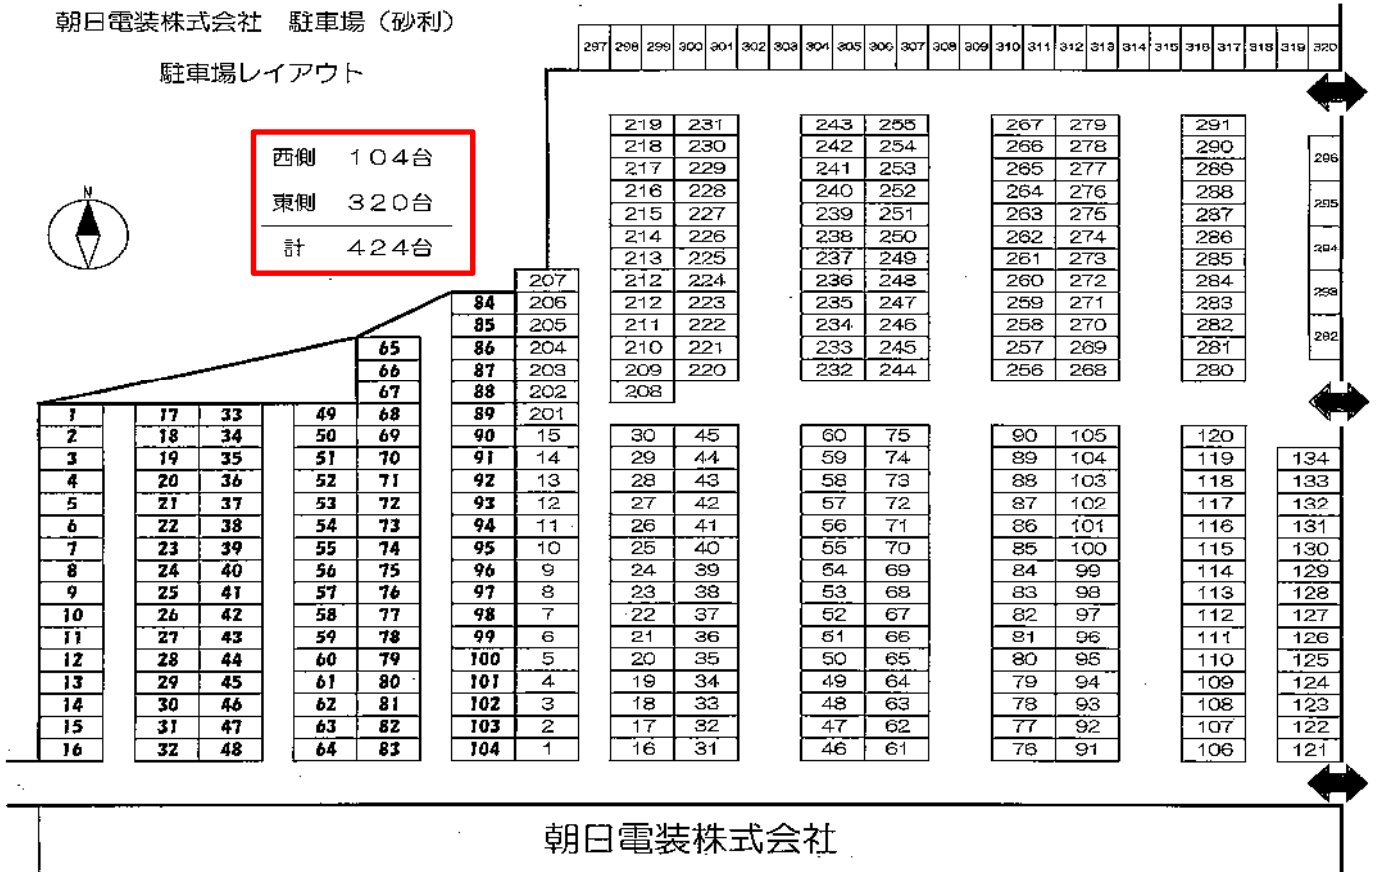 朝日電装株式会社 駐車場（砂利）
駐車場レイアウト
西側 104台
東側 320台
計 424台
N
297 298 299 300 301 302 303 304 305 306 307 308 309 310 311 312 313 314 315 316 317 318 319 320
219 231 243 255 267 279 291
218 230 242 254 266 278 290
296
217 229 241 253 265 277 289
216 228 240 252 264 276 288
295
215 227 239 251 263 275 287
214 226 238 250 262 274 286
294
213 225 237 249 261 273 285
207 212 224 236 248 260 272 284
293
84 206 212 223 235 247 259 271 283
85 205 211 222 234 246 258 270 282
292
65 86 204 210 221 233 245 257 269 281
66 87 203 209 220 232 244 256 268 280
67 88 202 208
1 17 33 49 68 89 201
2 18 34 50 69 90 15 30 45 60 75 90 105 120
3 19 35 51 70 91 14 29 44 59 74 89 104 119 134
4 20 36 52 71 92 13 28 43 58 73 88 103 118 133
5 21 37 53 72 93 12 27 42 57 72 87 102 117 132
6 22 38 54 73 94 11 26 41 56 71 86 101 116 131
7 23 39 55 74 95 10 25 40 55 70 85 100 115 130
8 24 40 56 75 96 9 24 39 54 69 84 99 114 129
9 25 41 57 76 97 8 23 38 53 68 83 98 113 128
10 26 42 58 77 98 7 22 37 52 67 82 97 112 127
11 27 43 59 78 99 6 21 36 51 66 81 96 111 126
12 28 44 60 79 100 5 20 35 50 65 80 95 110 125
13 29 45 61 80 101 4 19 34 49 64 79 94 109 124
14 30 46 62 81 102 3 18 33 48 63 78 93 108 123
15 31 47 63 82 103 2 17 32 47 62 77 92 107 122
16 32 48 64 83 104 1 16 31 46 61 76 91 106 121
朝日電装株式会社